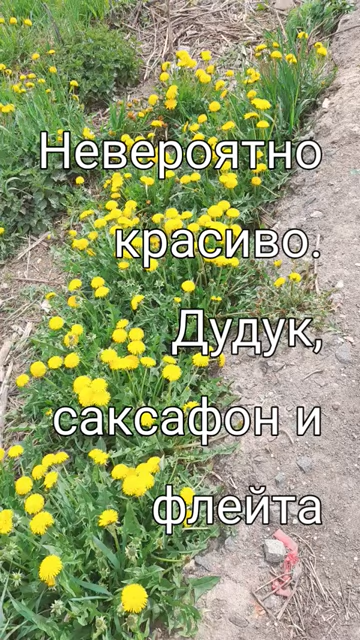 Невероятно
красиво.
Дудук,
саксафон и
флейта